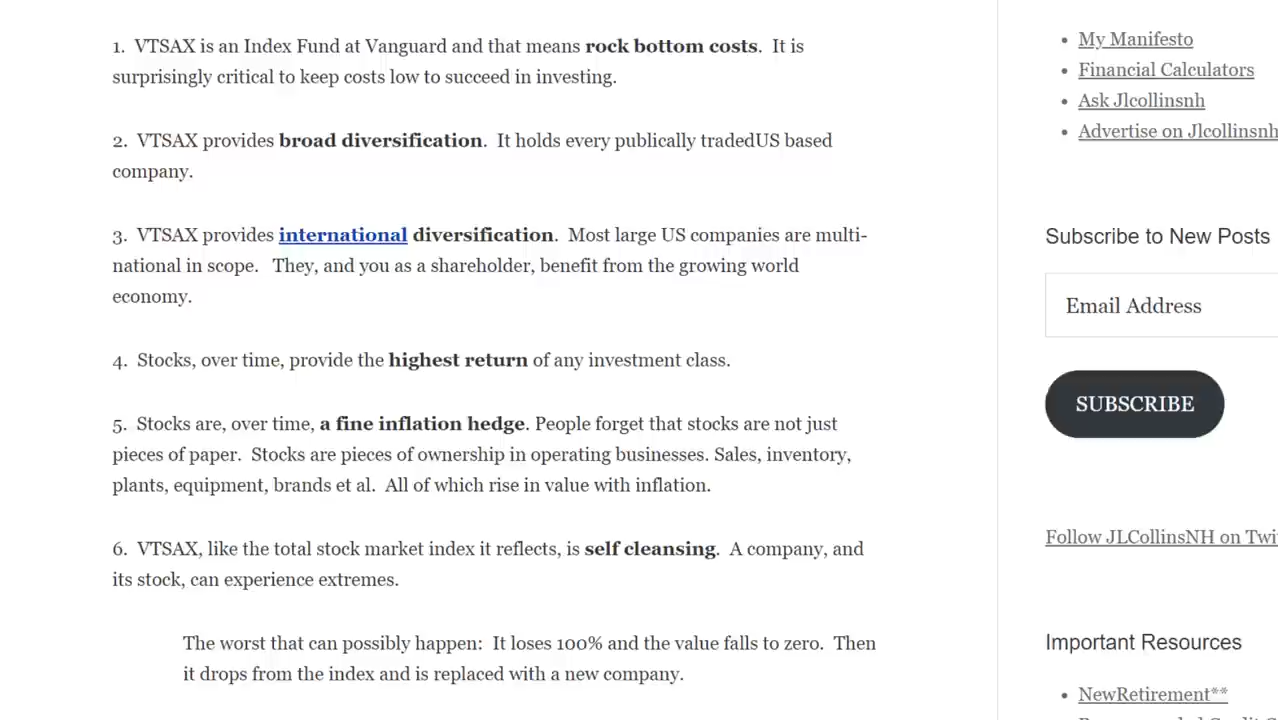 1. VTSAX is an Index Fund at Vanguard and that means rock bottom costs. It is
surprisingly critical to keep costs low to succeed in investing.
2. VTSAX provides broad diversification. It holds every publically tradedUS based
company.
3. VTSAX provides international diversification. Most large US companies are multi-
national in scope. They, and you as a shareholder, benefit from the growing world
economy.
4. Stocks, over time, provide the highest return of any investment class.
5. Stocks are, over time, a fine inflation hedge. People forget that stocks are not just
pieces of paper. Stocks are pieces of ownership in operating businesses. Sales, inventory,
plants, equipment, brands et al. All of which rise in value with inflation.
6. VTSAX, like the total stock market index it reflects, is self cleansing. A company, and
its stock, can experience extremes.
The worst that can possibly happen: It loses 100% and the value falls to zero. Then
it drops from the index and is replaced with a new company.
My Manifesto
Financial Calculators
Ask Jlcollinsnh
Advertise on Jlcollinsnh
Subscribe to New Posts
Email Address
SUBSCRIBE
Follow JLCollinsNH on Twi
Important Resources
NewRetirement**